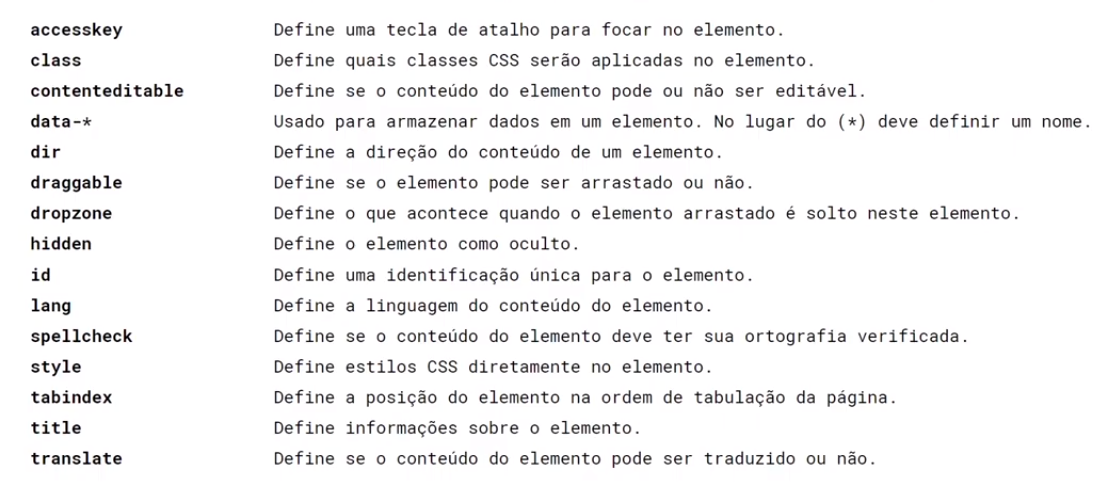 accesskey Define uma tecla de atalho para focar no elemento.
class Define quais classes CSS serão aplicadas no elemento.
contenteditable Define se o conteúdo do elemento pode ou não ser editável.
data-* Usado para armazenar dados em um elemento. No lugar do (*) deve definir um nome.
dir Define a direção do conteúdo de um elemento.
draggable Define se o elemento pode ser arrastado ou não.
dropzone Define o que acontece quando o elemento arrastado é solto neste elemento.
hidden Define o elemento como oculto.
id Define uma identificação única para o elemento.
lang Define a linguagem do conteúdo do elemento.
spellcheck Define se o conteúdo do elemento deve ter sua ortografia verificada.
style Define estilos CSS diretamente no elemento.
tabindex Define a posição do elemento na ordem de tabulação da página.
title Define informações sobre o elemento.
translate Define se o conteúdo do elemento pode ser traduzido ou não.